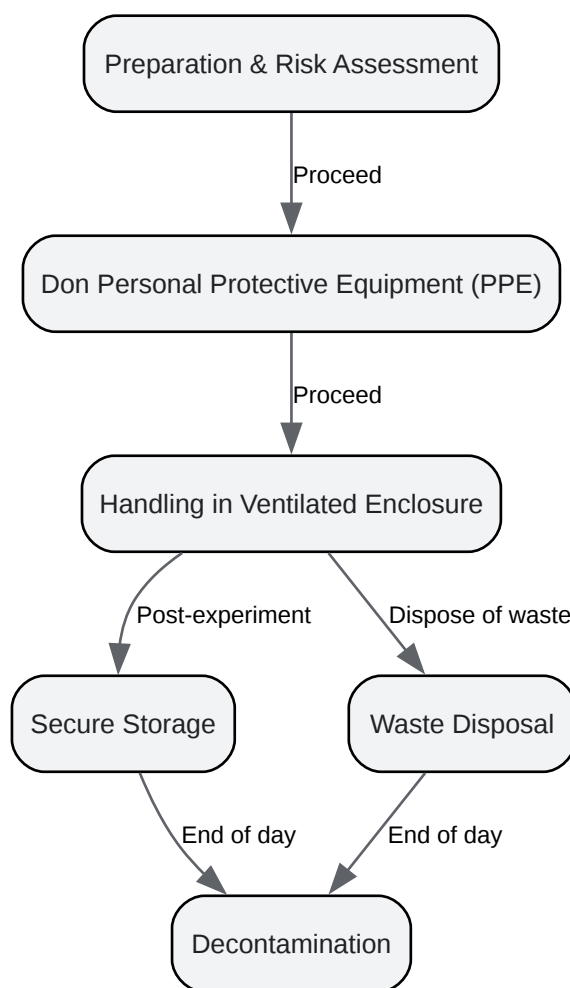 Preparation & Risk Assessment
Proceed
Don Personal Protective Equipment (PPE)
Proceed
Handling in Ventilated Enclosure
Post-experiment
Dispose of waste
Secure Storage
Waste Disposal
End of day
End of day
Decontamination